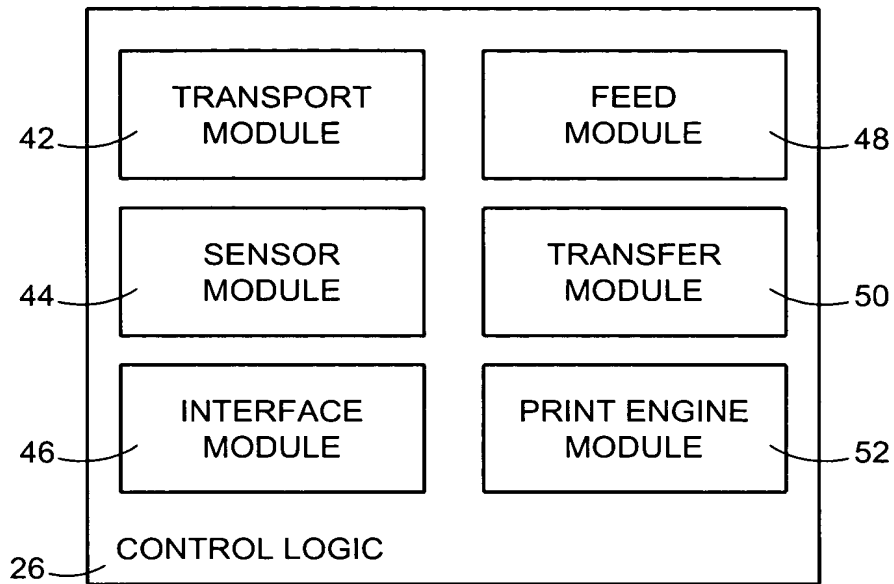 TRANSPORT
MODULE
42
FEED
MODULE
48
SENSOR
MODULE
44
TRANSFER
MODULE
50
INTERFACE
MODULE
46
PRINT ENGINE
MODULE
52
CONTROL LOGIC
26